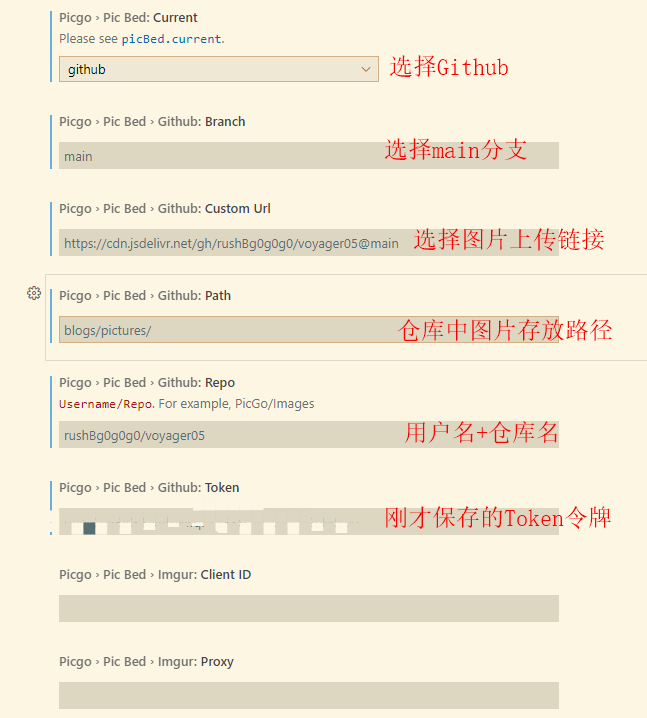 Picgo › Pic Bed: Current
Please see picBed.current.
github 选择Github
Picgo › Pic Bed › Github: Branch
main 选择main分支
Picgo › Pic Bed › Github: Custom Url
https://cdn.jsdelivr.net/gh/rushBg0g0g0/voyager05@main 选择图片上传链接
Picgo › Pic Bed › Github: Path
blogs/pictures/ 仓库中图片存放路径
Picgo › Pic Bed › Github: Repo
Username/Repo. For example, PicGo/Images
rushBg0g0g0/voyager05 用户名+仓库名
Picgo › Pic Bed › Github: Token
刚才保存的Token令牌
Picgo › Pic Bed › Imgur: Client ID
Picgo › Pic Bed › Imgur: Proxy